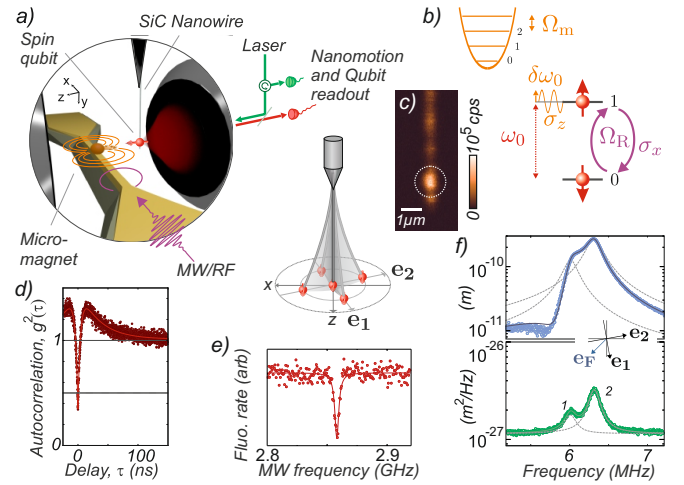 a)
SiC Nanowire
Spin
qubit
Laser
C
Nanomotion
and Qubit
readout
x
z
y
Micro-
magnet
MW/RF
b)
Ωm
2
1
0
δω0
σz
ω0
1
ΩR
σx
0
c)
1µm
0 10^5 cps
x
z
e2
e1
d)
Autocorrelation, g^2(τ)
1
0
0 50 100
Delay, τ (ns)
e)
Fluo. rate (arb)
2.8 2.9
MW frequency (GHz)
f)
10^-10
(m)
10^-11
10^-26
eF
e2
e1
(m^2/Hz)
1
2
10^-27
6 7
Frequency (MHz)